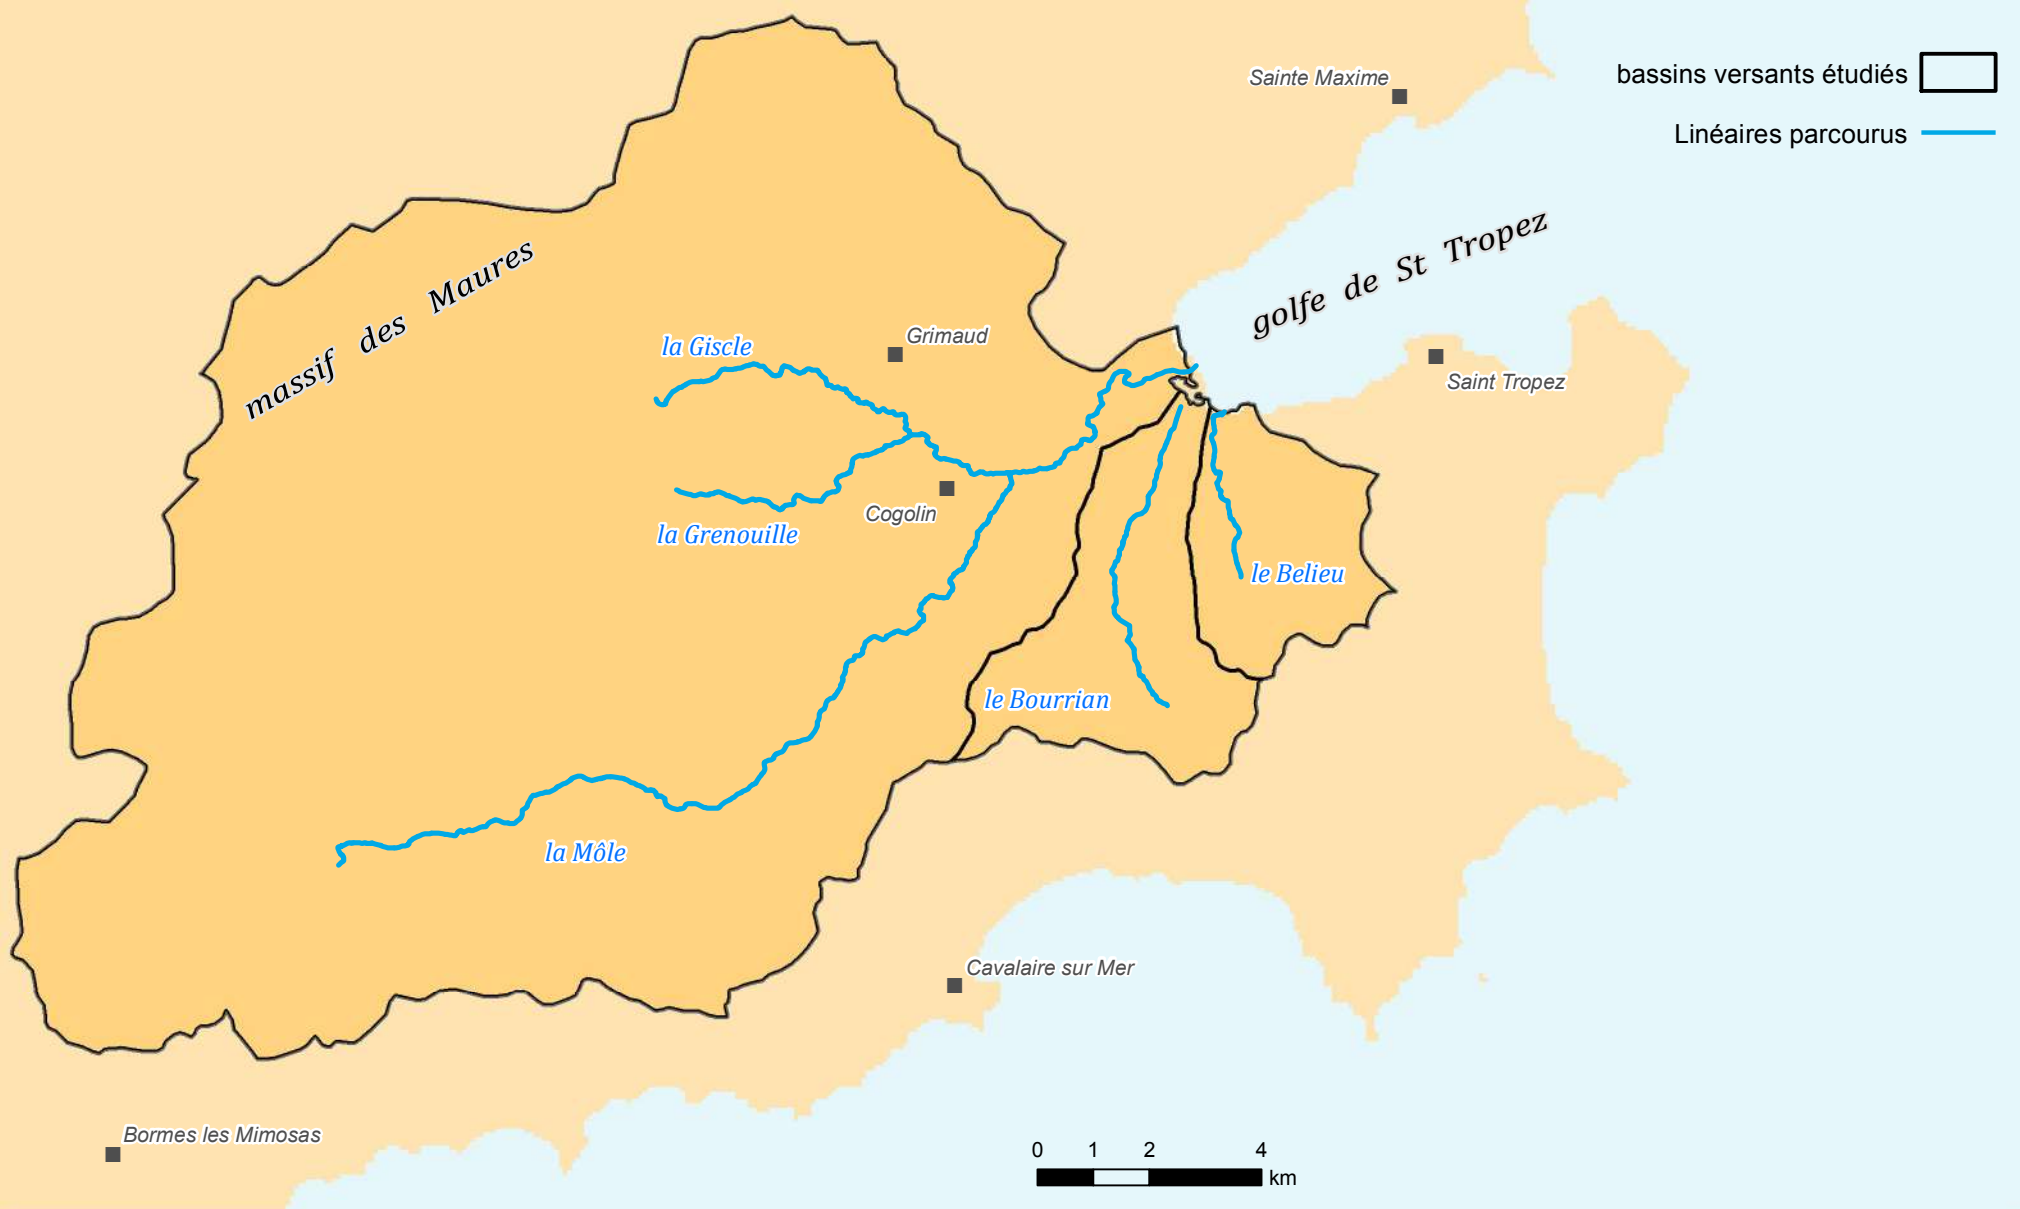 Sainte Maxime
bassins versants étudiés
Linéaires parcourus
golfe de St Tropez
massif des Maures
la Giscle
Grimaud
Saint Tropez
Cogolin
la Grenouille
le Belieu
le Bourrian
la Môle
Cavalaire sur Mer
Bormes les Mimosas
0 1 2 4
km